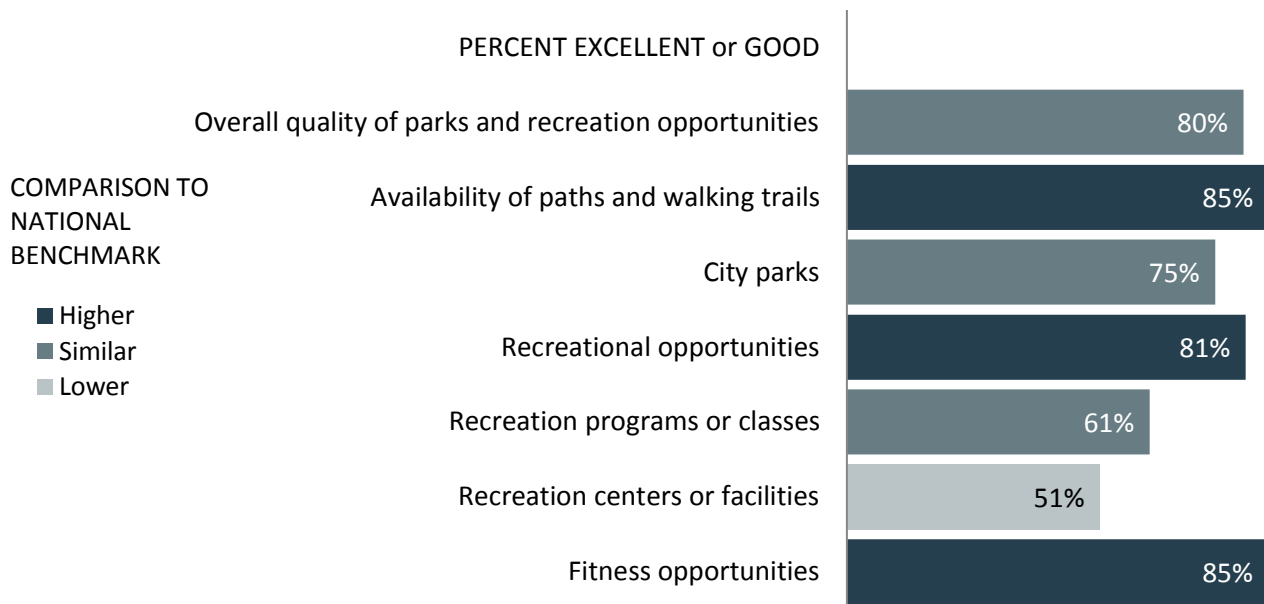 PERCENT EXCELLENT or GOOD
Overall quality of parks and recreation opportunities
80%
COMPARISON TO
NATIONAL
BENCHMARK
Higher
Similar
Lower
Availability of paths and walking trails
85%
City parks
75%
Recreational opportunities
81%
Recreation programs or classes
61%
Recreation centers or facilities
51%
Fitness opportunities
85%